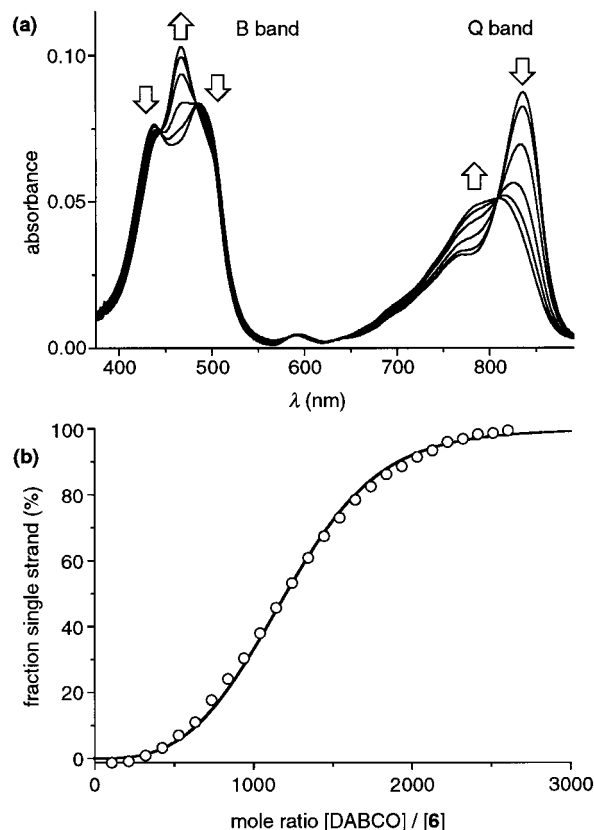 (a)
B band
Q band
0.10
0.05
0.00
absorbance
400
500
600
700
800
λ (nm)
(b)
100
80
60
40
20
0
fraction single strand (%)
0
1000
2000
3000
mole ratio [DABCO] / [6]